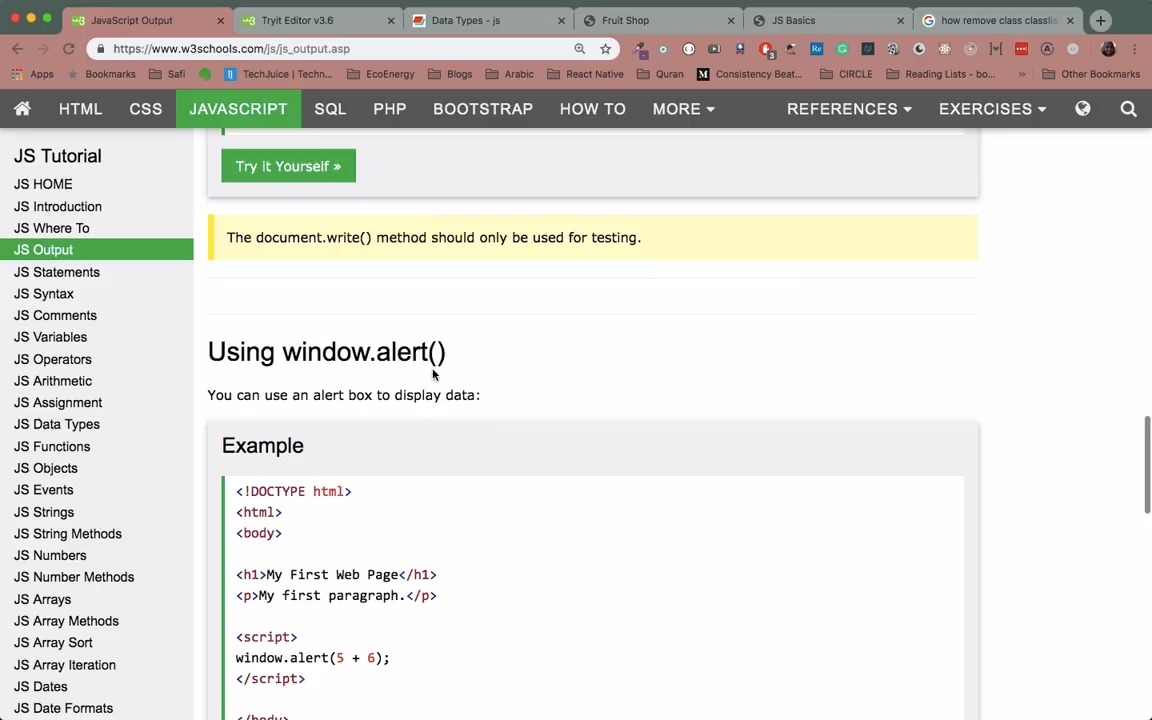 JavaScript Output
Tryit Editor v3.6
Data Types - js
Fruit Shop
JS Basics
how remove class classlis
https://www.w3schools.com/js/js_output.asp
Apps
Bookmarks
Safi
TechJuice | Techn...
EcoEnergy
Blogs
Arabic
React Native
Quran
Consistency Beat...
CIRCLE
Reading Lists - bo...
»
Other Bookmarks
HTML
CSS
JAVASCRIPT
SQL
PHP
BOOTSTRAP
HOW TO
MORE
REFERENCES
EXERCISES
JS Tutorial
JS HOME
JS Introduction
JS Where To
JS Output
JS Statements
JS Syntax
JS Comments
JS Variables
JS Operators
JS Arithmetic
JS Assignment
JS Data Types
JS Functions
JS Objects
JS Events
JS Strings
JS String Methods
JS Numbers
JS Number Methods
JS Arrays
JS Array Methods
JS Array Sort
JS Array Iteration
JS Dates
JS Date Formats
Try it Yourself »
The document.write() method should only be used for testing.
Using window.alert()
You can use an alert box to display data:
Example
<!DOCTYPE html>
<html>
<body>
<h1>My First Web Page</h1>
<p>My first paragraph.</p>
<script>
window.alert(5 + 6);
</script>
</body>